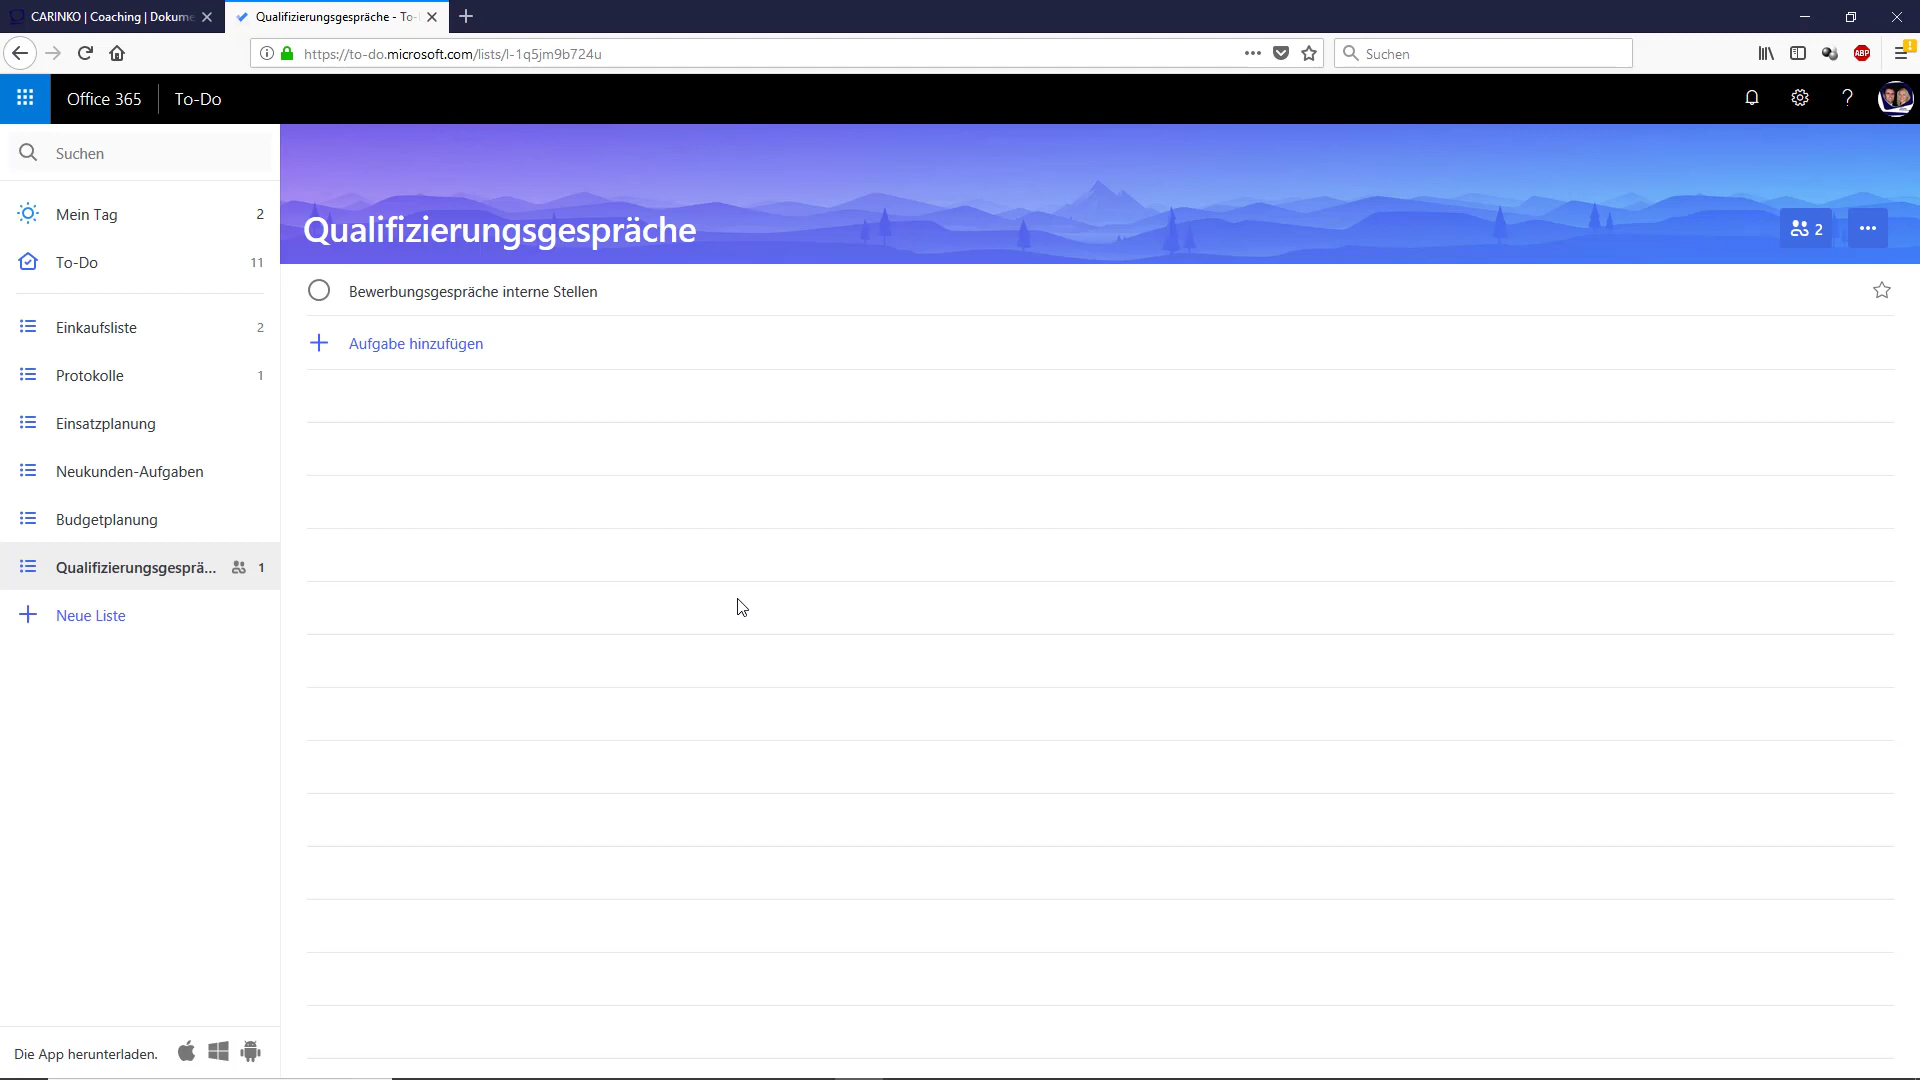 CARINKO | Coaching | Dokume
Qualifizierungsgespräche - To-
https://to-do.microsoft.com/lists/l-1q5jm9b724u
Suchen
ABP
Office 365
To-Do
?
Suchen
Mein Tag 2
To-Do 11
Einkaufsliste 2
Protokolle 1
Einsatzplanung
Neukunden-Aufgaben
Budgetplanung
Qualifizierungsgesprä... 1
Neue Liste
Die App herunterladen.
Qualifizierungsgespräche
2
Bewerbungsgespräche interne Stellen
Aufgabe hinzufügen